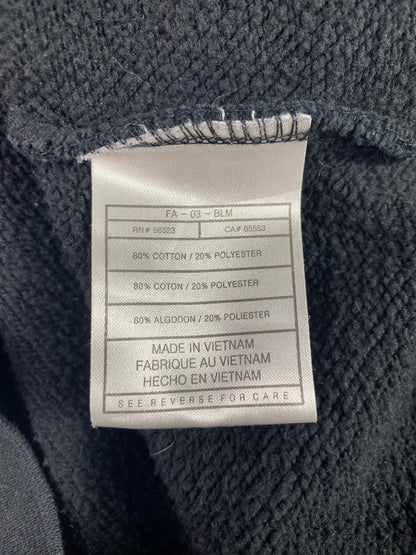 FA - 03 - BLM
RN# 56323 CA# 05553
80% COTTON / 20% POLYESTER
80% COTON / 20% POLYESTER
80% ALGODON / 20% POLIESTER
MADE IN VIETNAM
FABRIQUE AU VIETNAM
HECHO EN VIETNAM
SEE REVERSE FOR CARE